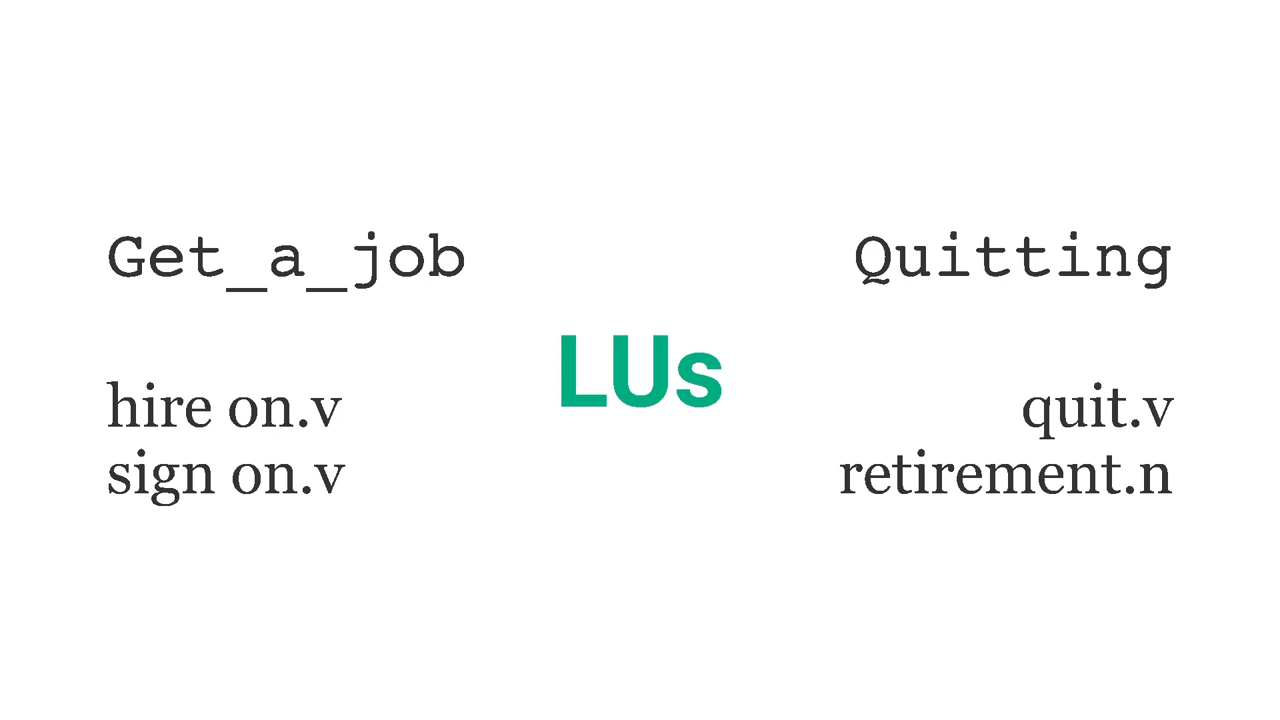 Get_a_job
Quitting
LUs
hire on.v
sign on.v
quit.v
retirement.n